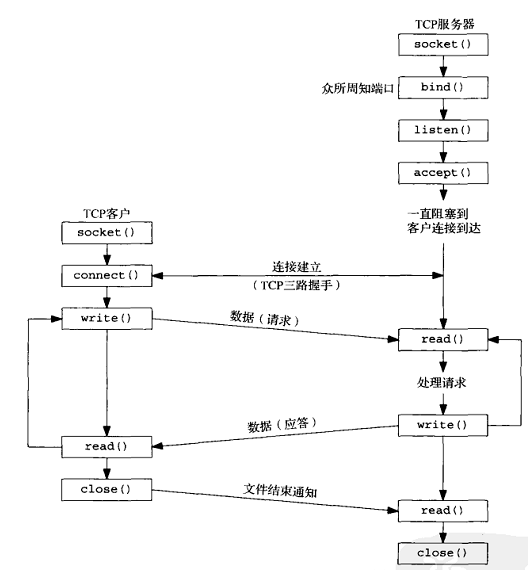 TCP服务器
socket()
众所周知端口
bind()
listen()
accept()
一直阻塞到
客户连接到达
TCP客户
socket()
connect()
连接建立
（TCP三路握手）
write()
数据（请求）
read()
处理请求
write()
数据（应答）
read()
close()
文件结束通知
read()
close()